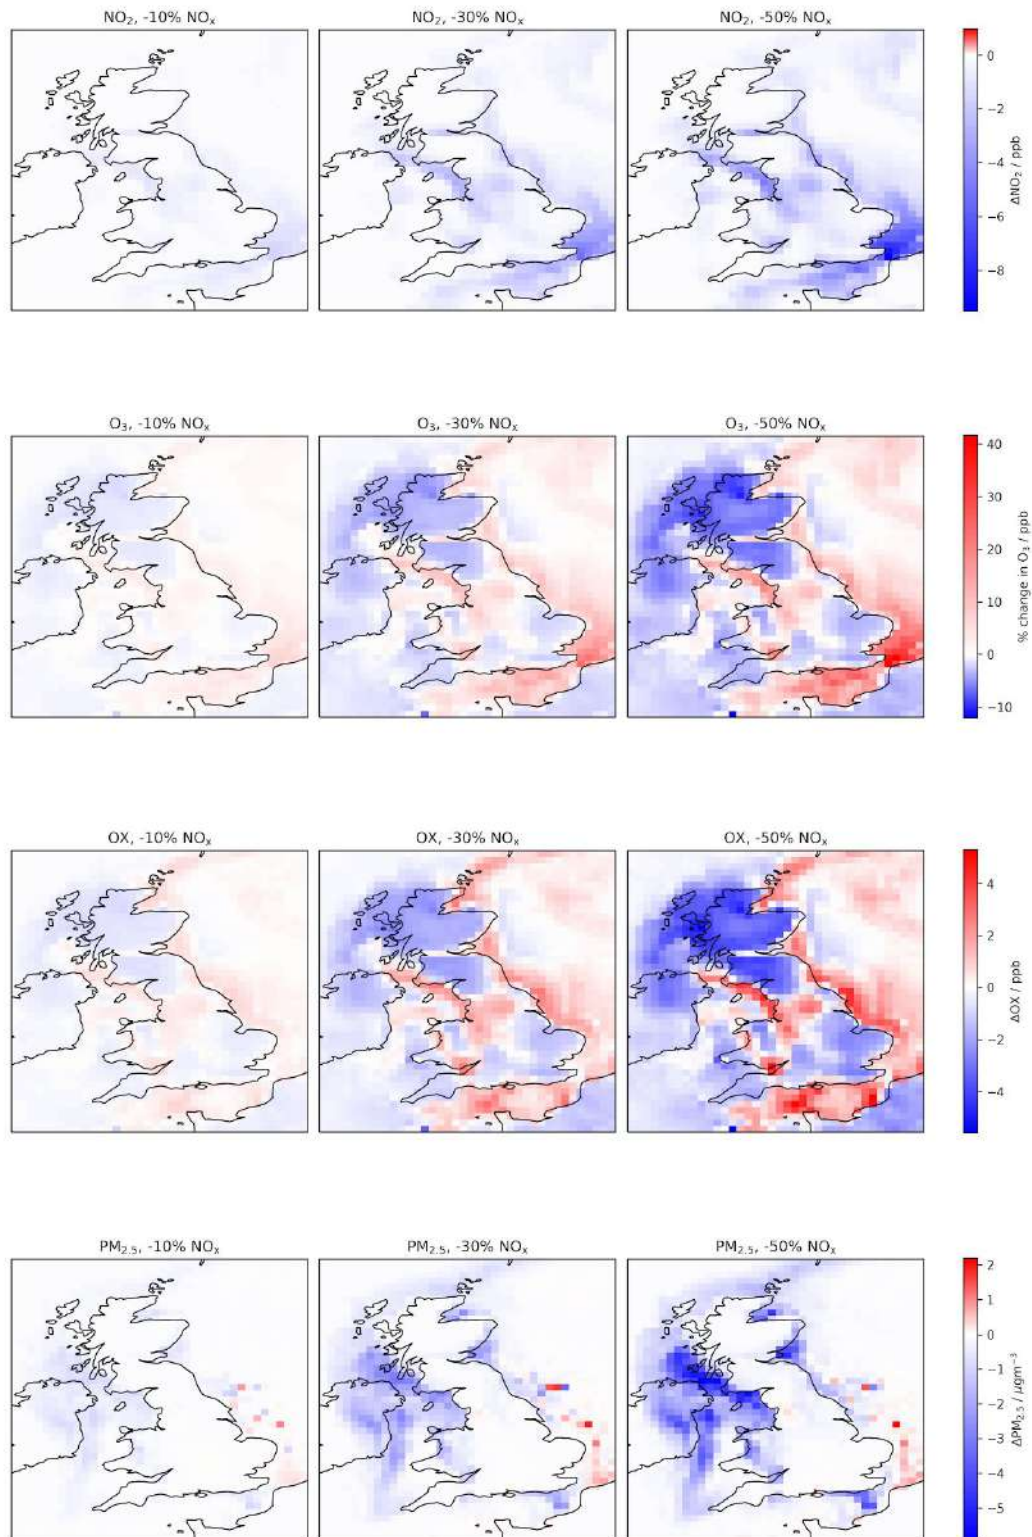 NO₂, -10% NOₓ
NO₂, -30% NOₓ
NO₂, -50% NOₓ
0
−2
−4
−6
−8
ΔNO₂ / ppb
O₃, -10% NOₓ
O₃, -30% NOₓ
O₃, -50% NOₓ
40
30
20
10
0
−10
% change in O₃ / ppb
OX, -10% NOₓ
OX, -30% NOₓ
OX, -50% NOₓ
4
2
0
−2
−4
ΔOX / ppb
PM₂.₅, -10% NOₓ
PM₂.₅, -30% NOₓ
PM₂.₅, -50% NOₓ
2
1
0
−1
−2
−3
−4
−5
ΔPM₂.₅ / μgm⁻³